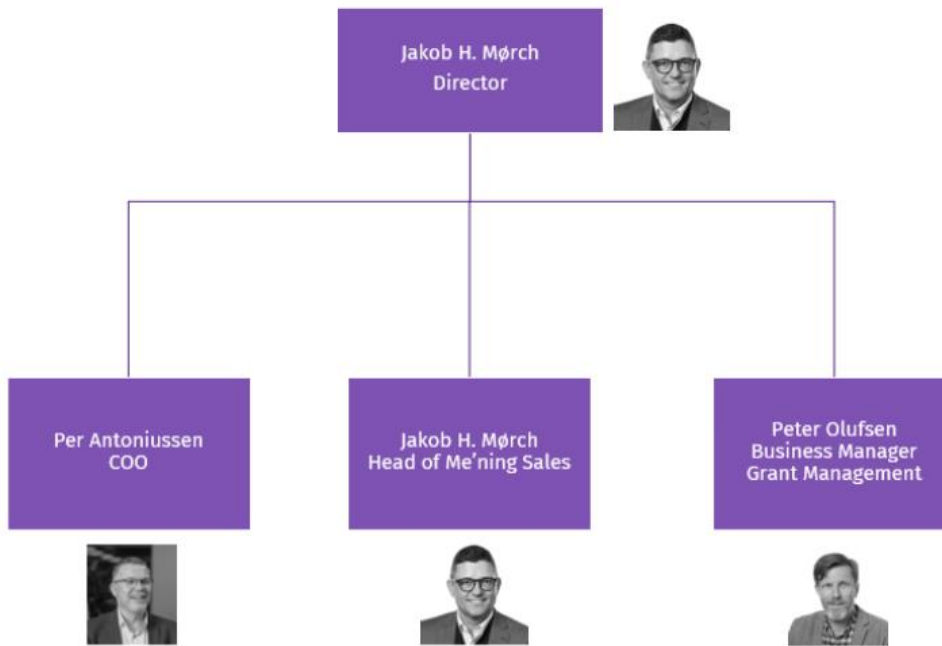 Jakob H. Mørch
Director
Per Antoniussen
COO
Jakob H. Mørch
Head of Me'ning Sales
Peter Olufsen
Business Manager
Grant Management